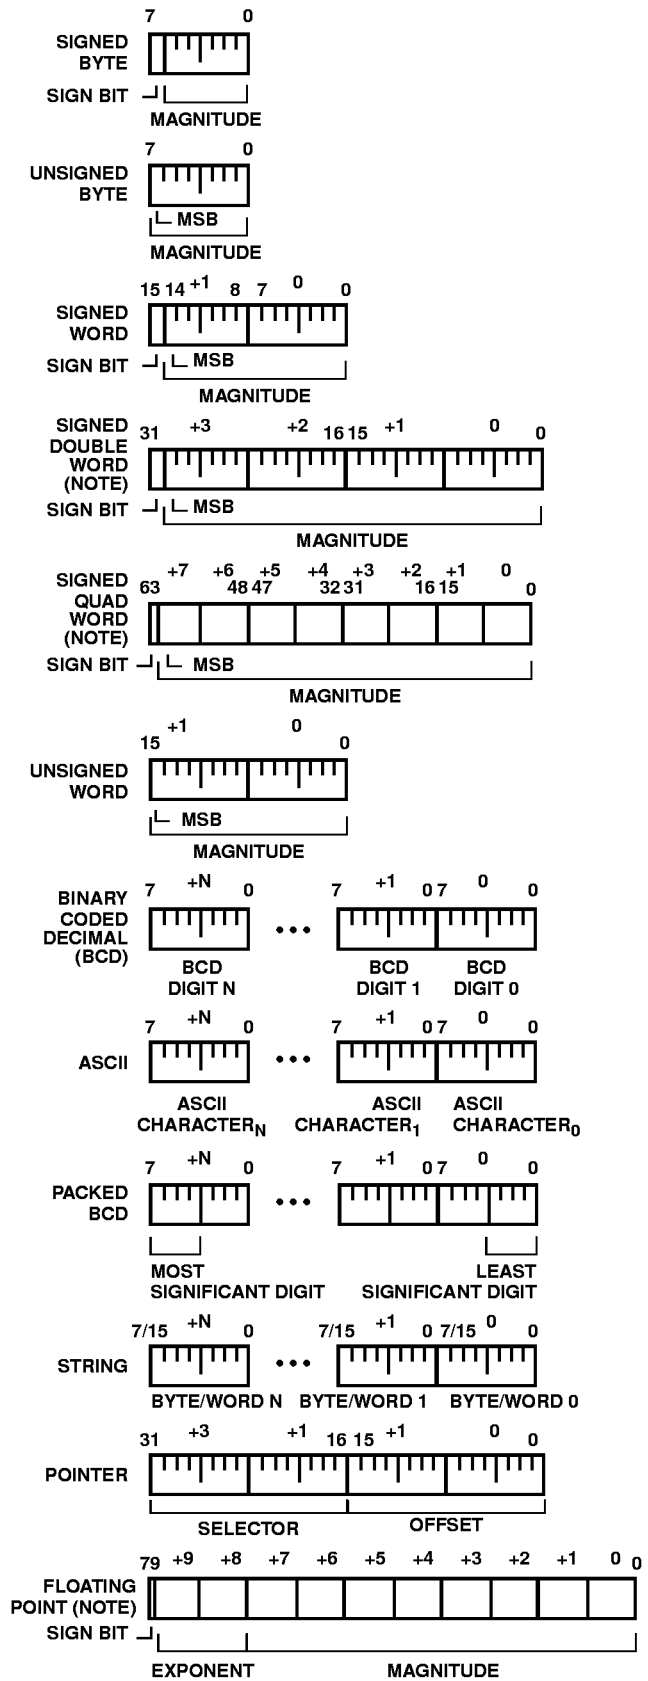 7 0
SIGNED
BYTE
SIGN BIT
MAGNITUDE
7 0
UNSIGNED
BYTE
MSB
MAGNITUDE
15 14 +1 8 7 0 0
SIGNED
WORD
SIGN BIT MSB
MAGNITUDE
SIGNED
DOUBLE
WORD
(NOTE)
31 +3 +2 16 15 +1 0 0
SIGN BIT MSB
MAGNITUDE
SIGNED
QUAD
WORD
(NOTE)
+7 +6 +5 +4 +3 +2 +1 0
63 48 47 32 31 16 15 0
SIGN BIT MSB
MAGNITUDE
+1 0
15 0
UNSIGNED
WORD
MSB
MAGNITUDE
BINARY
CODED
DECIMAL
(BCD)
7 +N 0 7 +1 0 7 0 0
•••
BCD
DIGIT N
BCD
DIGIT 1
BCD
DIGIT 0
7 +N 0 7 +1 0 7 0 0
ASCII
•••
ASCII
CHARACTERN
ASCII
CHARACTER1
ASCII
CHARACTER0
7 +N 0 7 +1 0 7 0 0
PACKED
BCD
•••
MOST
SIGNIFICANT DIGIT
LEAST
SIGNIFICANT DIGIT
7/15 +N 0 7/15 +1 0 7/15 0 0
STRING
•••
BYTE/WORD N BYTE/WORD 1 BYTE/WORD 0
31 +3 +1 16 15 +1 0 0
POINTER
SELECTOR OFFSET
79 +9 +8 +7 +6 +5 +4 +3 +2 +1 0 0
FLOATING
POINT (NOTE)
SIGN BIT
EXPONENT MAGNITUDE